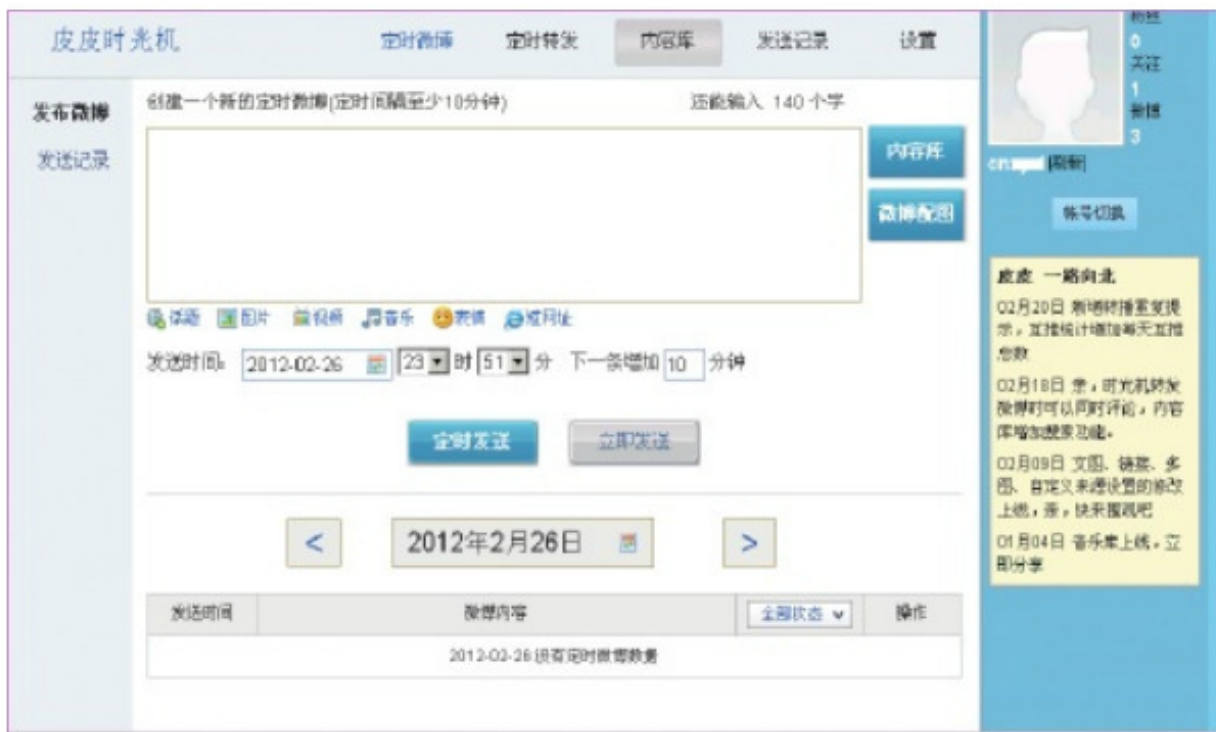 皮皮时光机
定时微博 定时转发 内容库 发送记录 设置
发布微博
发送记录
创建一个新的定时微博(定时间隔至少10分钟) 还能输入 140 个字
内容库
微博配图
话题 图片 视频 音乐 表情 短网址
发送时间: 2012-02-26 23 时 51 分 下一条增加 10 分钟
定时发送 立即发送
< 2012年2月26日 >
发送时间 微博内容 全部状态 操作
2012-02-26没有定时微博数据
粉丝
0
关注
1
微博
3
[刷新]
帐号切换
皮皮 一路向北
02月20日 新增转播重复提
示，互推统计增加每天互推
总数
02月18日 亲，时光机转发
微博时可以同时评论，内容
库增加搜索功能。
02月09日 文图、链接、多
图、自定义来源设置的修改
上线，亲，快来围观吧
01月04日 音乐库上线，立
即分享